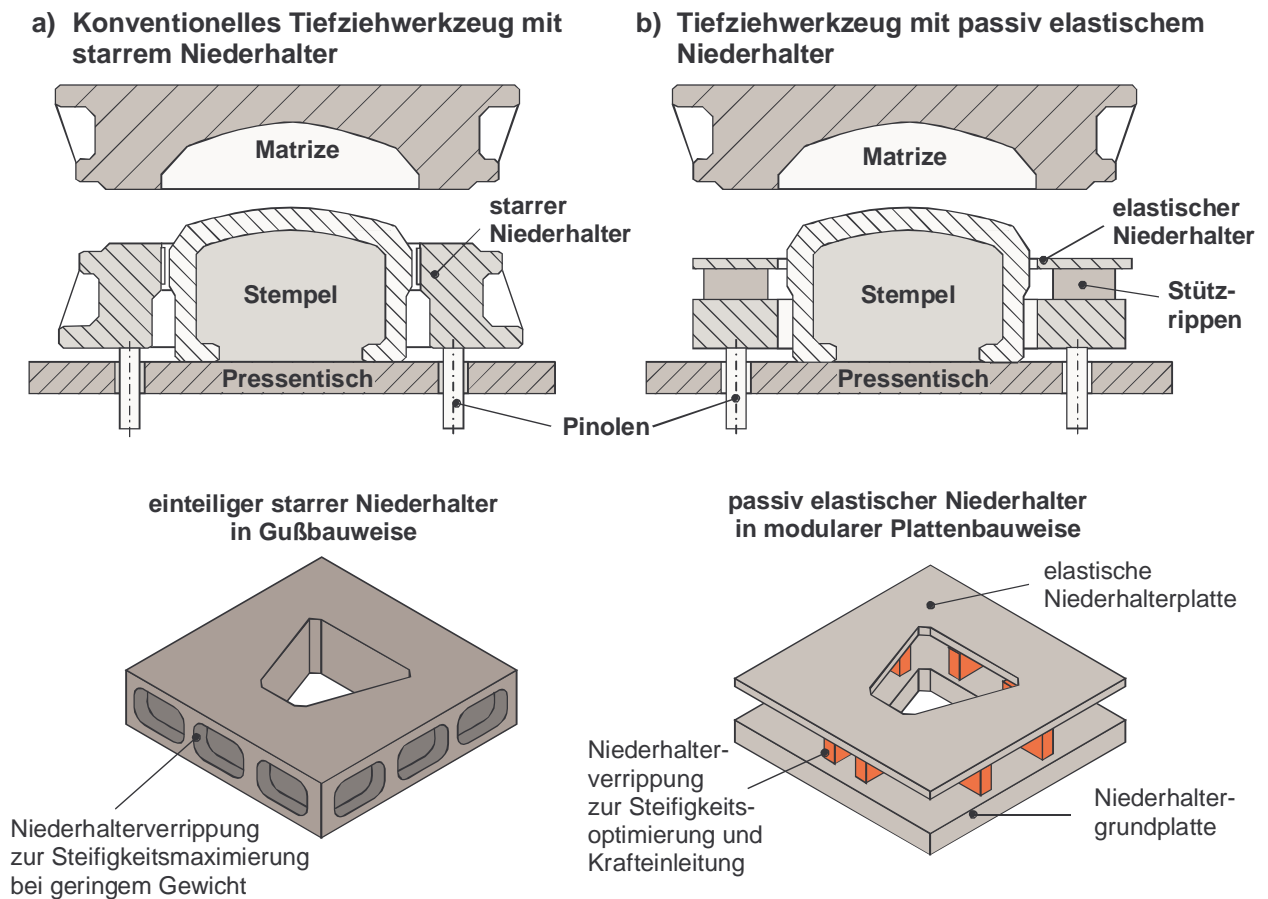 a) Konventionelles Tiefziehwerkzeug mit
starrem Niederhalter
b) Tiefziehwerkzeug mit passiv elastischem
Niederhalter
Matrize
starrer
Niederhalter
Stempel
Pressentisch
Matrize
elastischer
Niederhalter
Stempel
Stütz-
rippen
Pressentisch
Pinolen
einteiliger starrer Niederhalter
in Gußbauweise
Niederhalterverrippung
zur Steifigkeitsmaximierung
bei geringem Gewicht
passiv elastischer Niederhalter
in modularer Plattenbauweise
elastische
Niederhalterplatte
Niederhalter-
verrippung
zur Steifigkeits-
optimierung und
Krafteinleitung
Niederhalter-
grundplatte